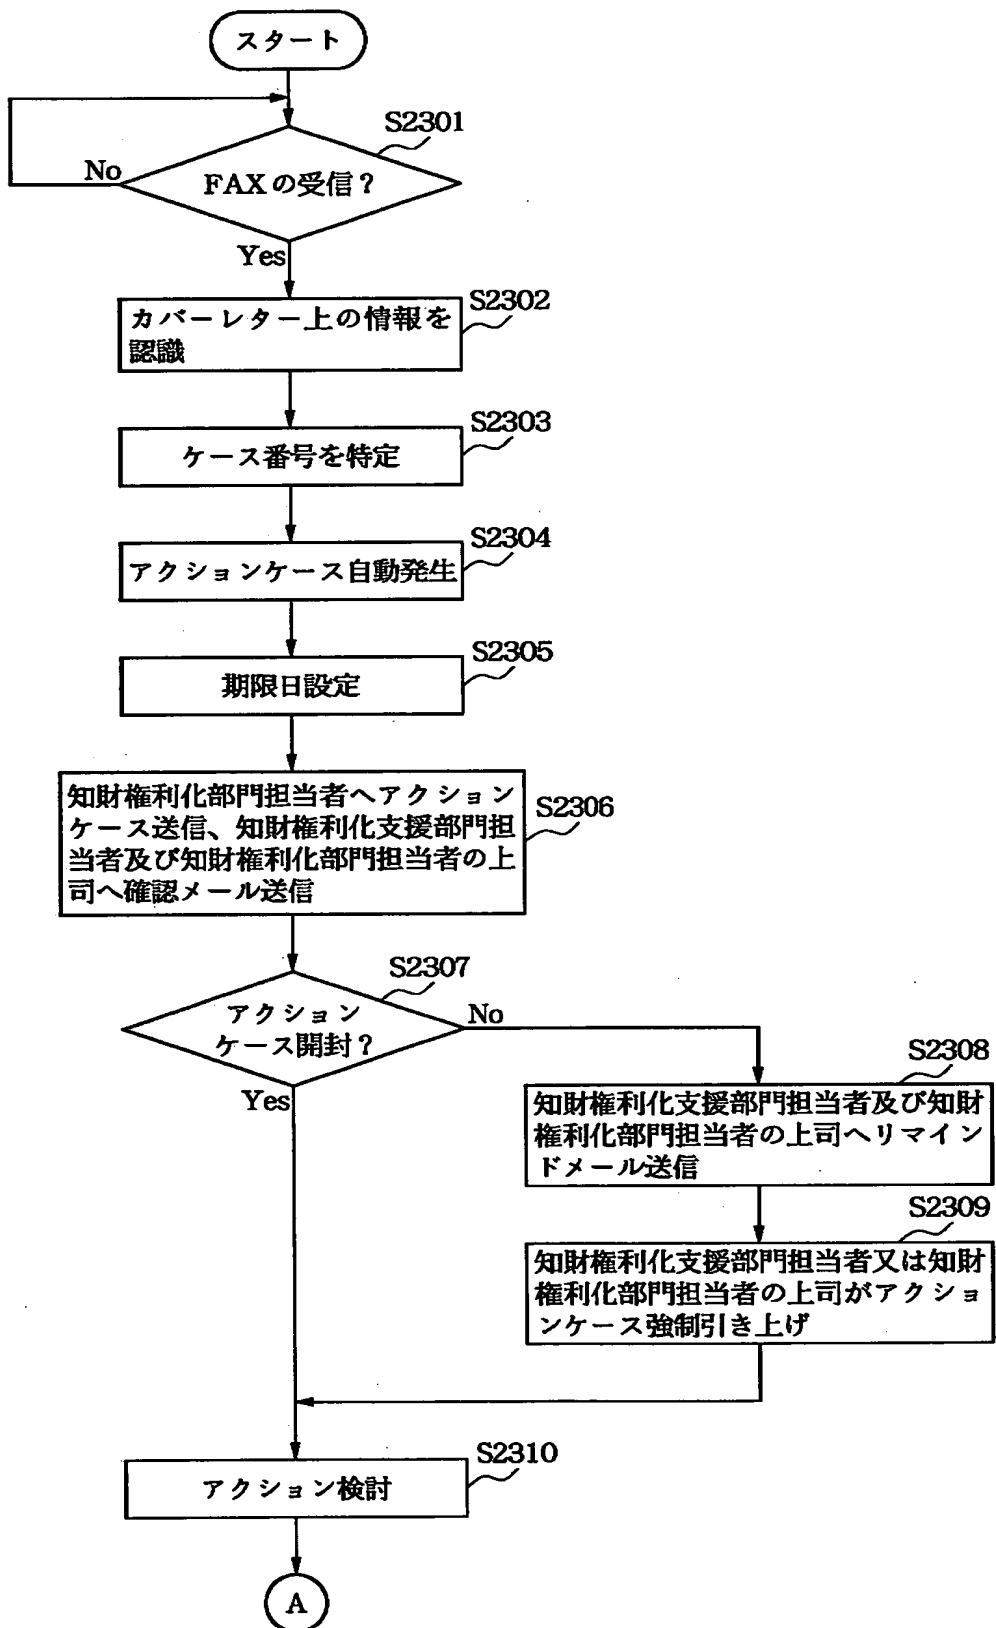 スタート
S2301
No
FAXの受信?
Yes
S2302
カバーレター上の情報を
認識
S2303
ケース番号を特定
S2304
アクションケース自動発生
S2305
期限日設定
S2306
知財権利化部門担当者へアクション
ケース送信、知財権利化支援部門担
当者及び知財権利化部門担当者の上
司へ確認メール送信
S2307
アクション
ケース開封?
No
Yes
S2308
知財権利化支援部門担当者及び知財
権利化部門担当者の上司へリマイン
ドメール送信
S2309
知財権利化支援部門担当者又は知財
権利化部門担当者の上司がアクショ
ンケース強制引き上げ
S2310
アクション検討
A